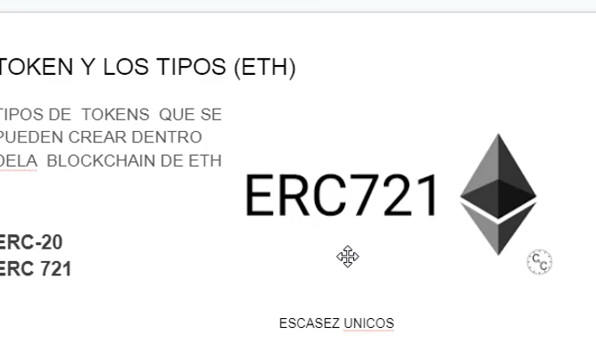 TOKEN Y LOS TIPOS (ETH)
TIPOS DE TOKENS QUE SE
PUEDEN CREAR DENTRO
DELA BLOCKCHAIN DE ETH
ERC721
ERC-20
ERC 721
CC
ESCASEZ UNICOS